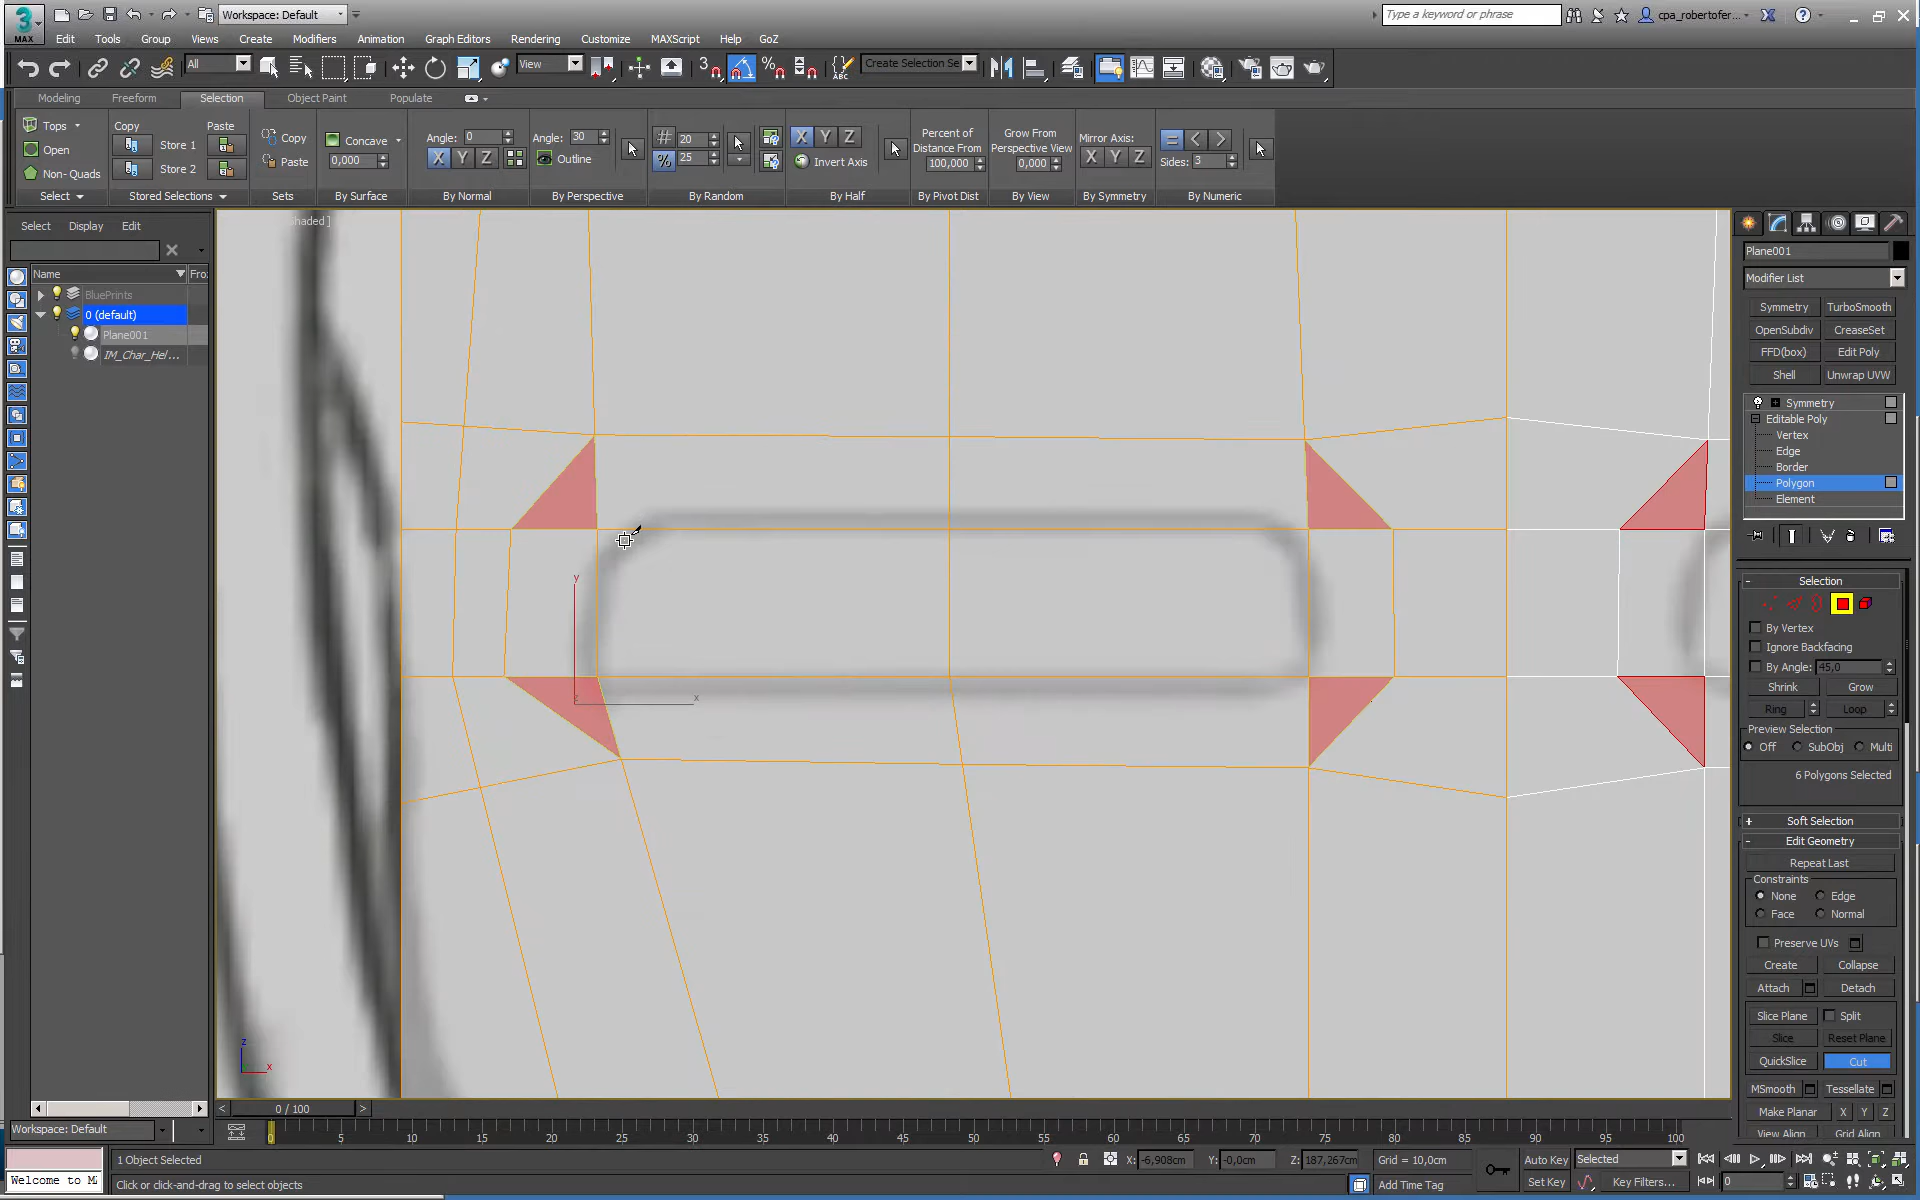 3 MAX Workspace: Default Type a keyword or phrase cpa_robertofer...
Edit Tools Group Views Create Modifiers Animation Graph Editors Rendering Customize MAXScript Help GoZ
All View 3 ABC Create Selection Se
Modeling Freeform Selection Object Paint Populate
Tops Copy Paste Copy Concave Angle: 0 Angle: 30 # 20 X Y Z Percent of Distance From Grow From Perspective View Mirror Axis: = < >
Open Store 1 Paste 0,000 X Y Z Outline % 25 Invert Axis 100,000 0,000 X Y Z Sides: 3
Non- Quads Store 2
Select Stored Selections Sets By Surface By Normal By Perspective By Random By Half By Pivot Dist By View By Symmetry By Numeric
Select Display Edit
haded ]
Name Fro
BluePrints
0 (default)
Plane001
IM_Char_Hel...
y
z x
z
x
Plane001
Modifier List
Symmetry TurboSmooth
OpenSubdiv CreaseSet
FFD(box) Edit Poly
Shell Unwrap UVW
Symmetry
Editable Poly
Vertex
Edge
Border
Polygon
Element
- Selection
By Vertex
Ignore Backfacing
By Angle: 45,0
Shrink Grow
Ring Loop
Preview Selection
Off SubObj Multi
6 Polygons Selected
+ Soft Selection
- Edit Geometry
Repeat Last
Constraints
None Edge
Face Normal
Preserve UVs
Create Collapse
Attach Detach
Slice Plane Split
Slice Reset Plane
QuickSlice Cut
MSmooth Tessellate
Make Planar X Y Z
View Align Grid Align
< 0 / 100 >
Workspace: Default
0 5 10 15 20 25 30 35 40 45 50 55 60 65 70 75 80 85 90 95 100
1 Object Selected X: -6,908cm Y: -0,0cm Z: 187,267cm Grid = 10,0cm Auto Key Selected
Welcome to M Click or click-and-drag to select objects Add Time Tag Set Key Key Filters... 0